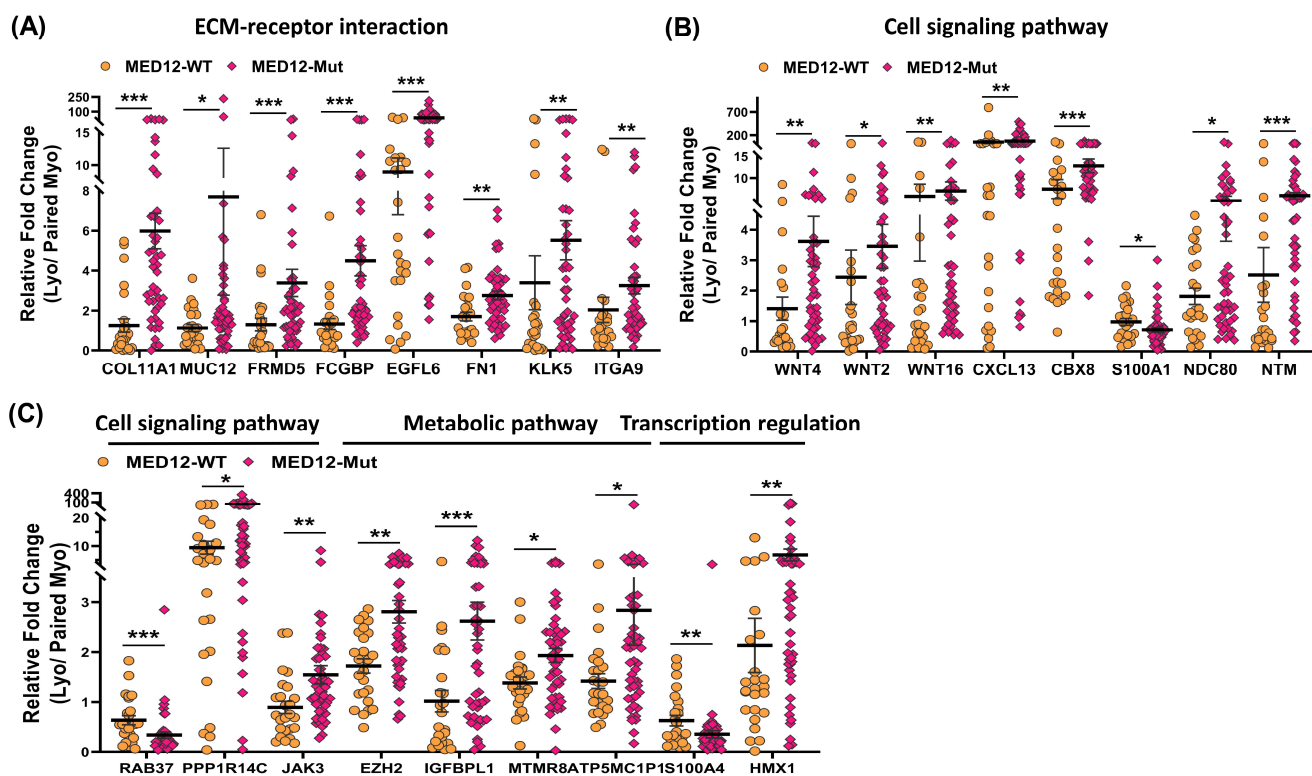 (A)
ECM-receptor interaction
MED12-WT MED12-Mut
Relative Fold Change
(Lyo/ Paired Myo)
250
100
15
10
8
6
4
2
0
*** * *** *** *** ** ** **
COL11A1 MUC12 FRMD5 FCGBP EGFL6 FN1 KLK5 ITGA9
(B)
Cell signaling pathway
MED12-WT MED12-Mut
Relative Fold Change
(Lyo/ Paired Myo)
700
200
15
10
4
3
2
1
0
** * ** ** *** * * ***
WNT4 WNT2 WNT16 CXCL13 CBX8 S100A1 NDC80 NTM
(C)
Cell signaling pathway Metabolic pathway Transcription regulation
MED12-WT MED12-Mut
Relative Fold Change
(Lyo/ Paired Myo)
400
100
20
10
3
2
1
0
*** * ** ** *** * * ** **
RAB37 PPP1R14C JAK3 EZH2 IGFBPL1 MTMR8 ATP5MC1P1 S100A4 HMX1